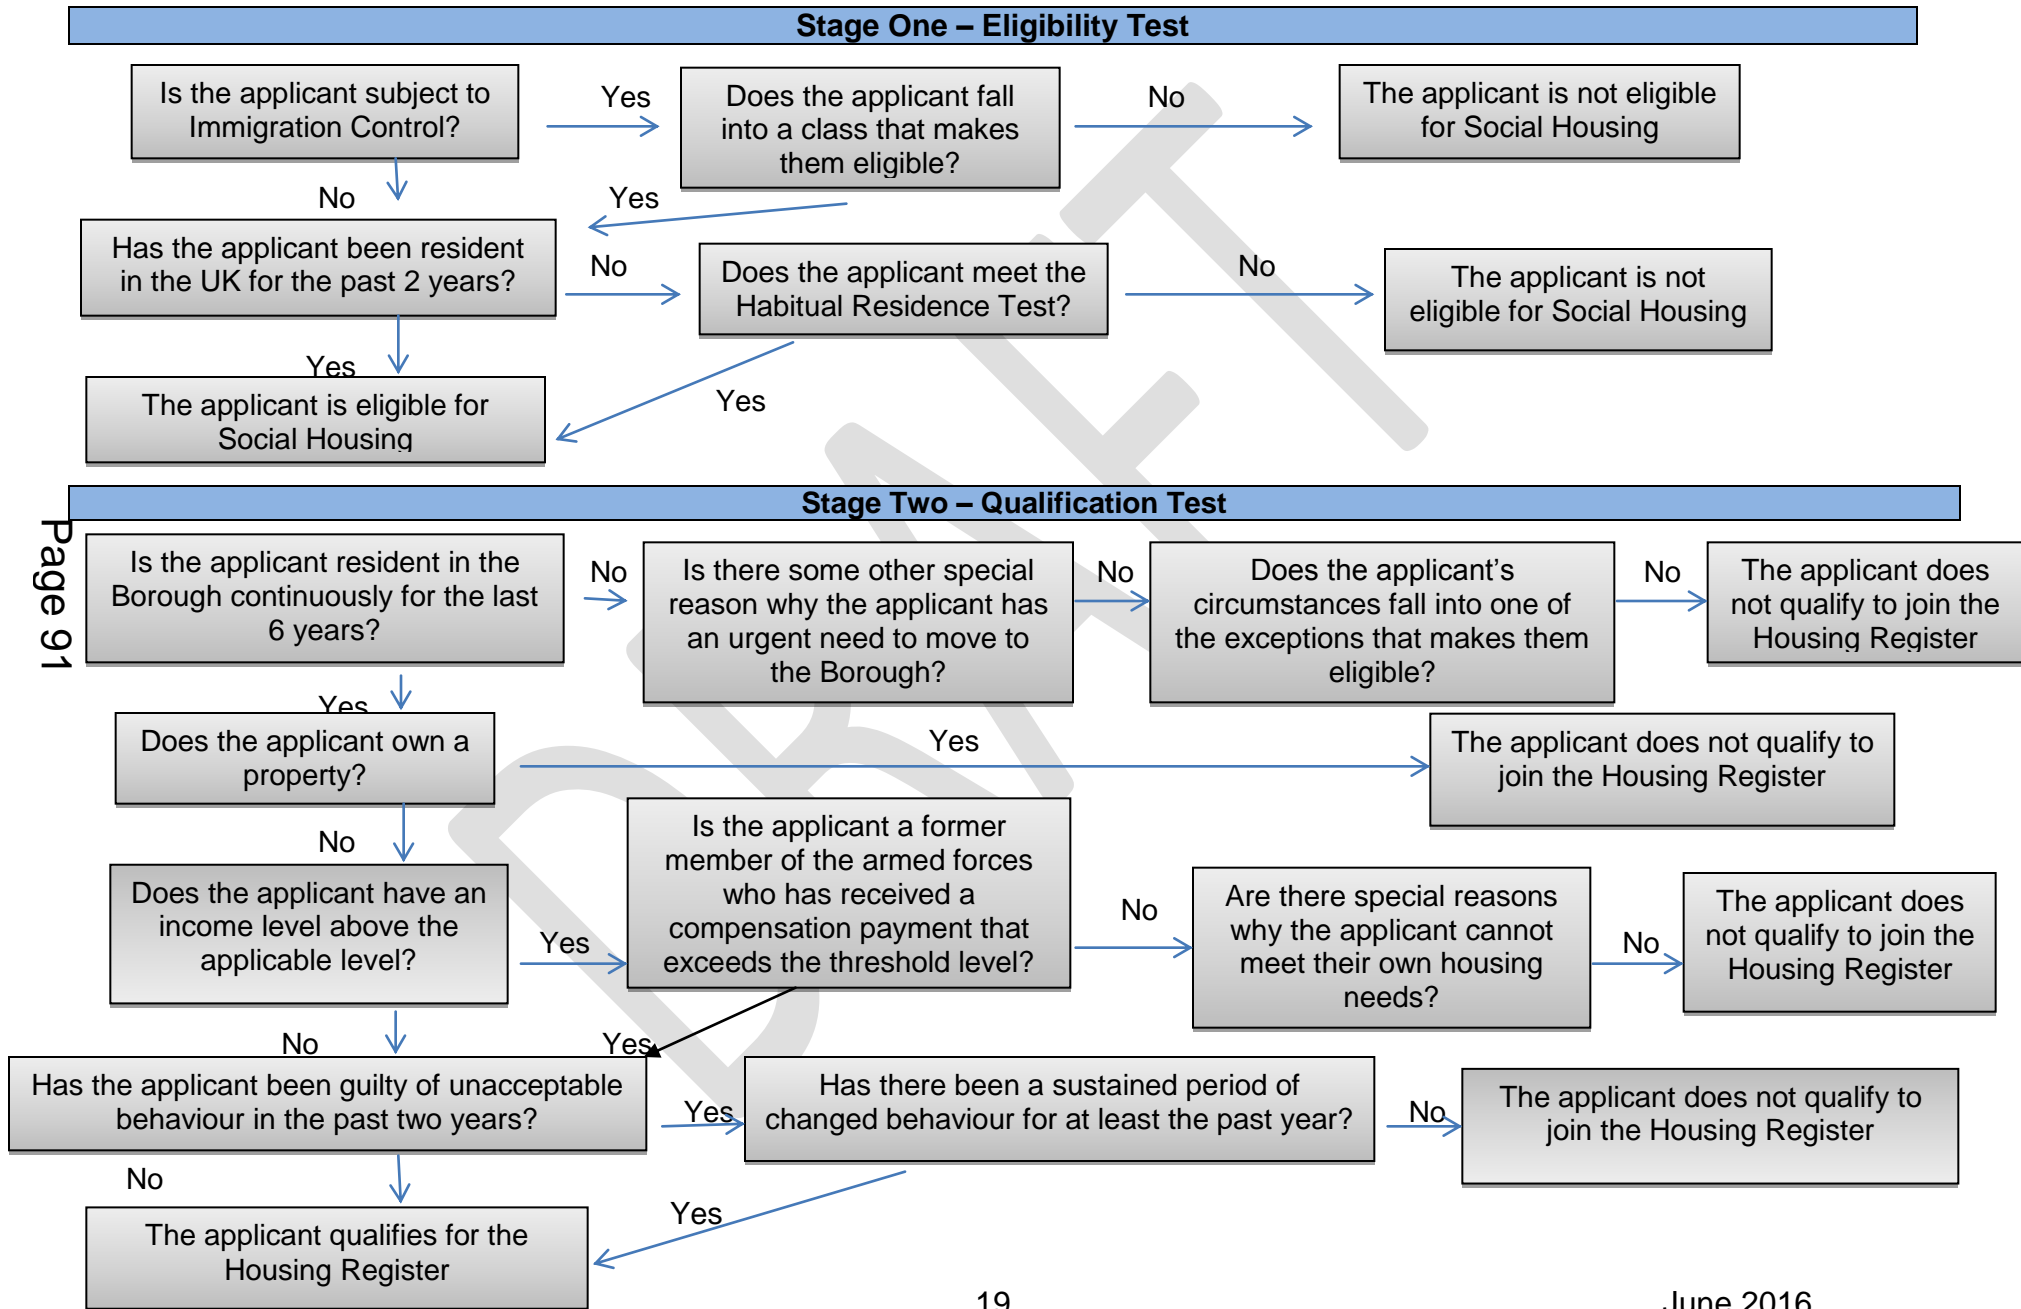 Stage One – Eligibility Test
Is the applicant subject to
Immigration Control?
Yes
Does the applicant fall
into a class that makes
them eligible?
No
The applicant is not eligible
for Social Housing
No
Yes
Has the applicant been resident
in the UK for the past 2 years?
No
Does the applicant meet the
Habitual Residence Test?
No
The applicant is not
eligible for Social Housing
Yes
Yes
The applicant is eligible for
Social Housing
Stage Two – Qualification Test
Page 91
Is the applicant resident in the
Borough continuously for the last
6 years?
No
Is there some other special
reason why the applicant has
an urgent need to move to
the Borough?
No
Does the applicant’s
circumstances fall into one of
the exceptions that makes them
eligible?
No
The applicant does
not qualify to join the
Housing Register
Yes
Does the applicant own a
property?
Yes
The applicant does not qualify to
join the Housing Register
No
Does the applicant have an
income level above the
applicable level?
Yes
Is the applicant a former
member of the armed forces
who has received a
compensation payment that
exceeds the threshold level?
No
Are there special reasons
why the applicant cannot
meet their own housing
needs?
No
The applicant does
not qualify to join the
Housing Register
No
Yes
Has the applicant been guilty of unacceptable
behaviour in the past two years?
Yes
Has there been a sustained period of
changed behaviour for at least the past year?
No
The applicant does not qualify to
join the Housing Register
No
Yes
The applicant qualifies for the
Housing Register
DRAFT
19
June 2016